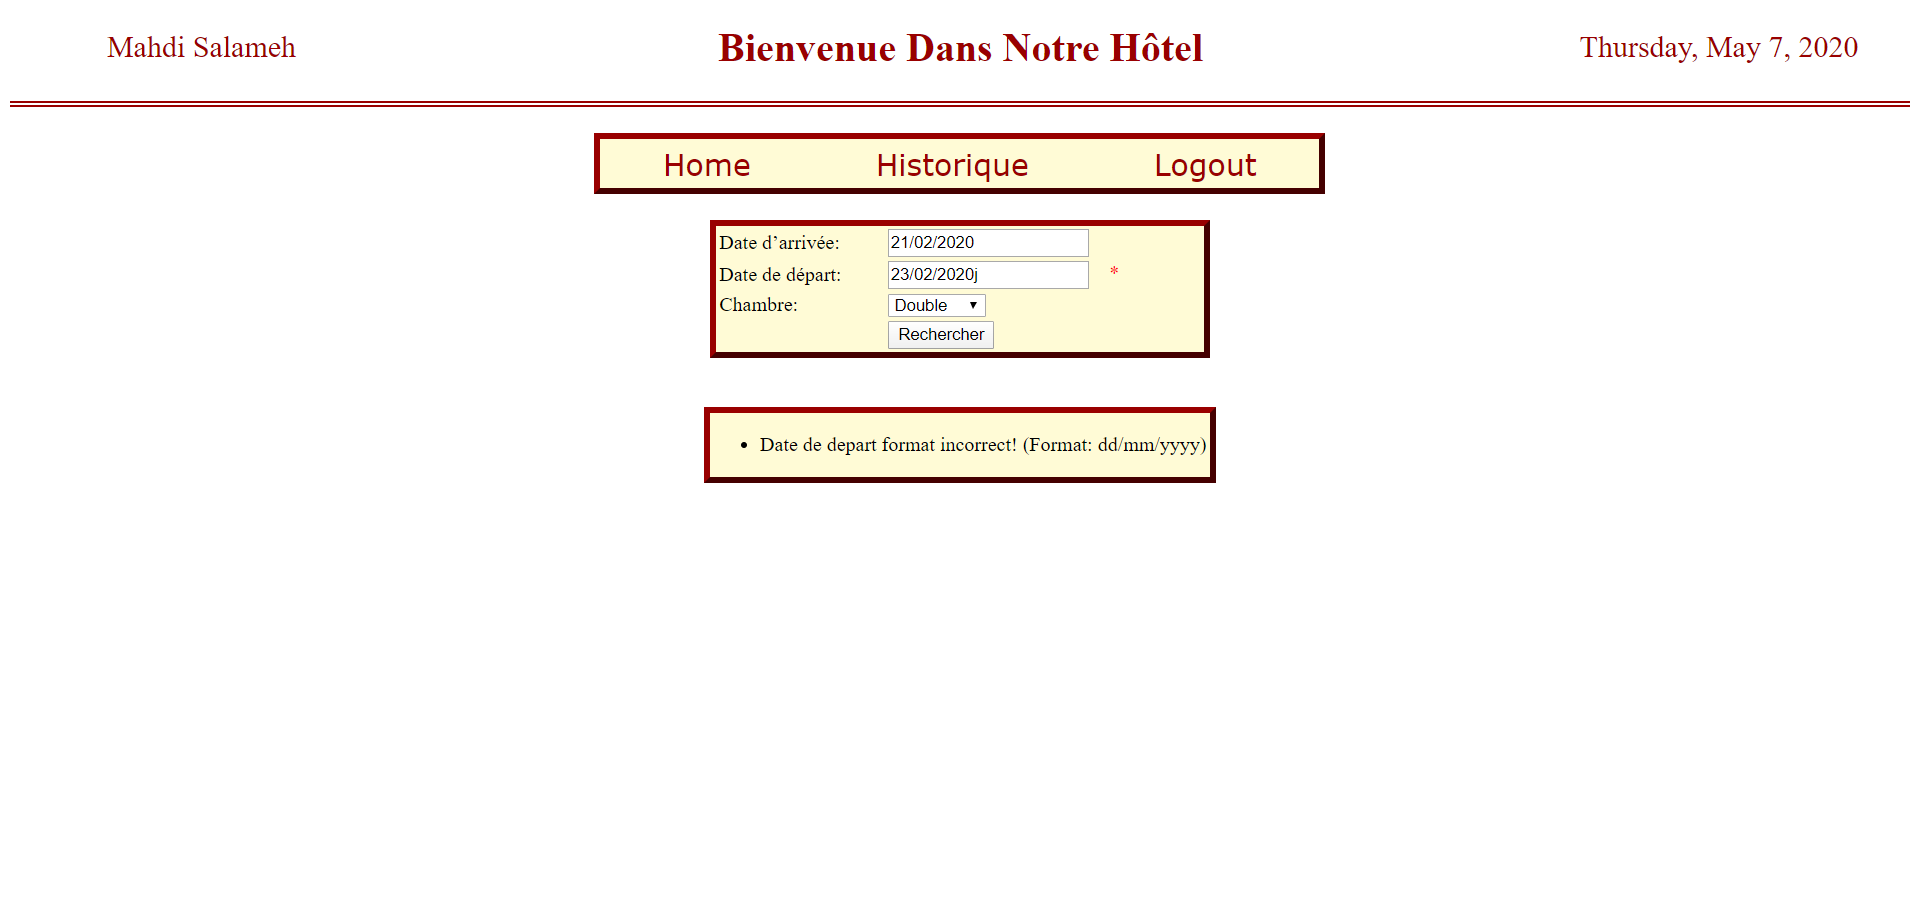 Mahdi Salameh Bienvenue Dans Notre Hôtel Thursday, May 7, 2020
Home Historique Logout
Date d’arrivée: 21/02/2020
Date de départ: 23/02/2020j *
Chambre: Double
Rechercher
Date de depart format incorrect! (Format: dd/mm/yyyy)